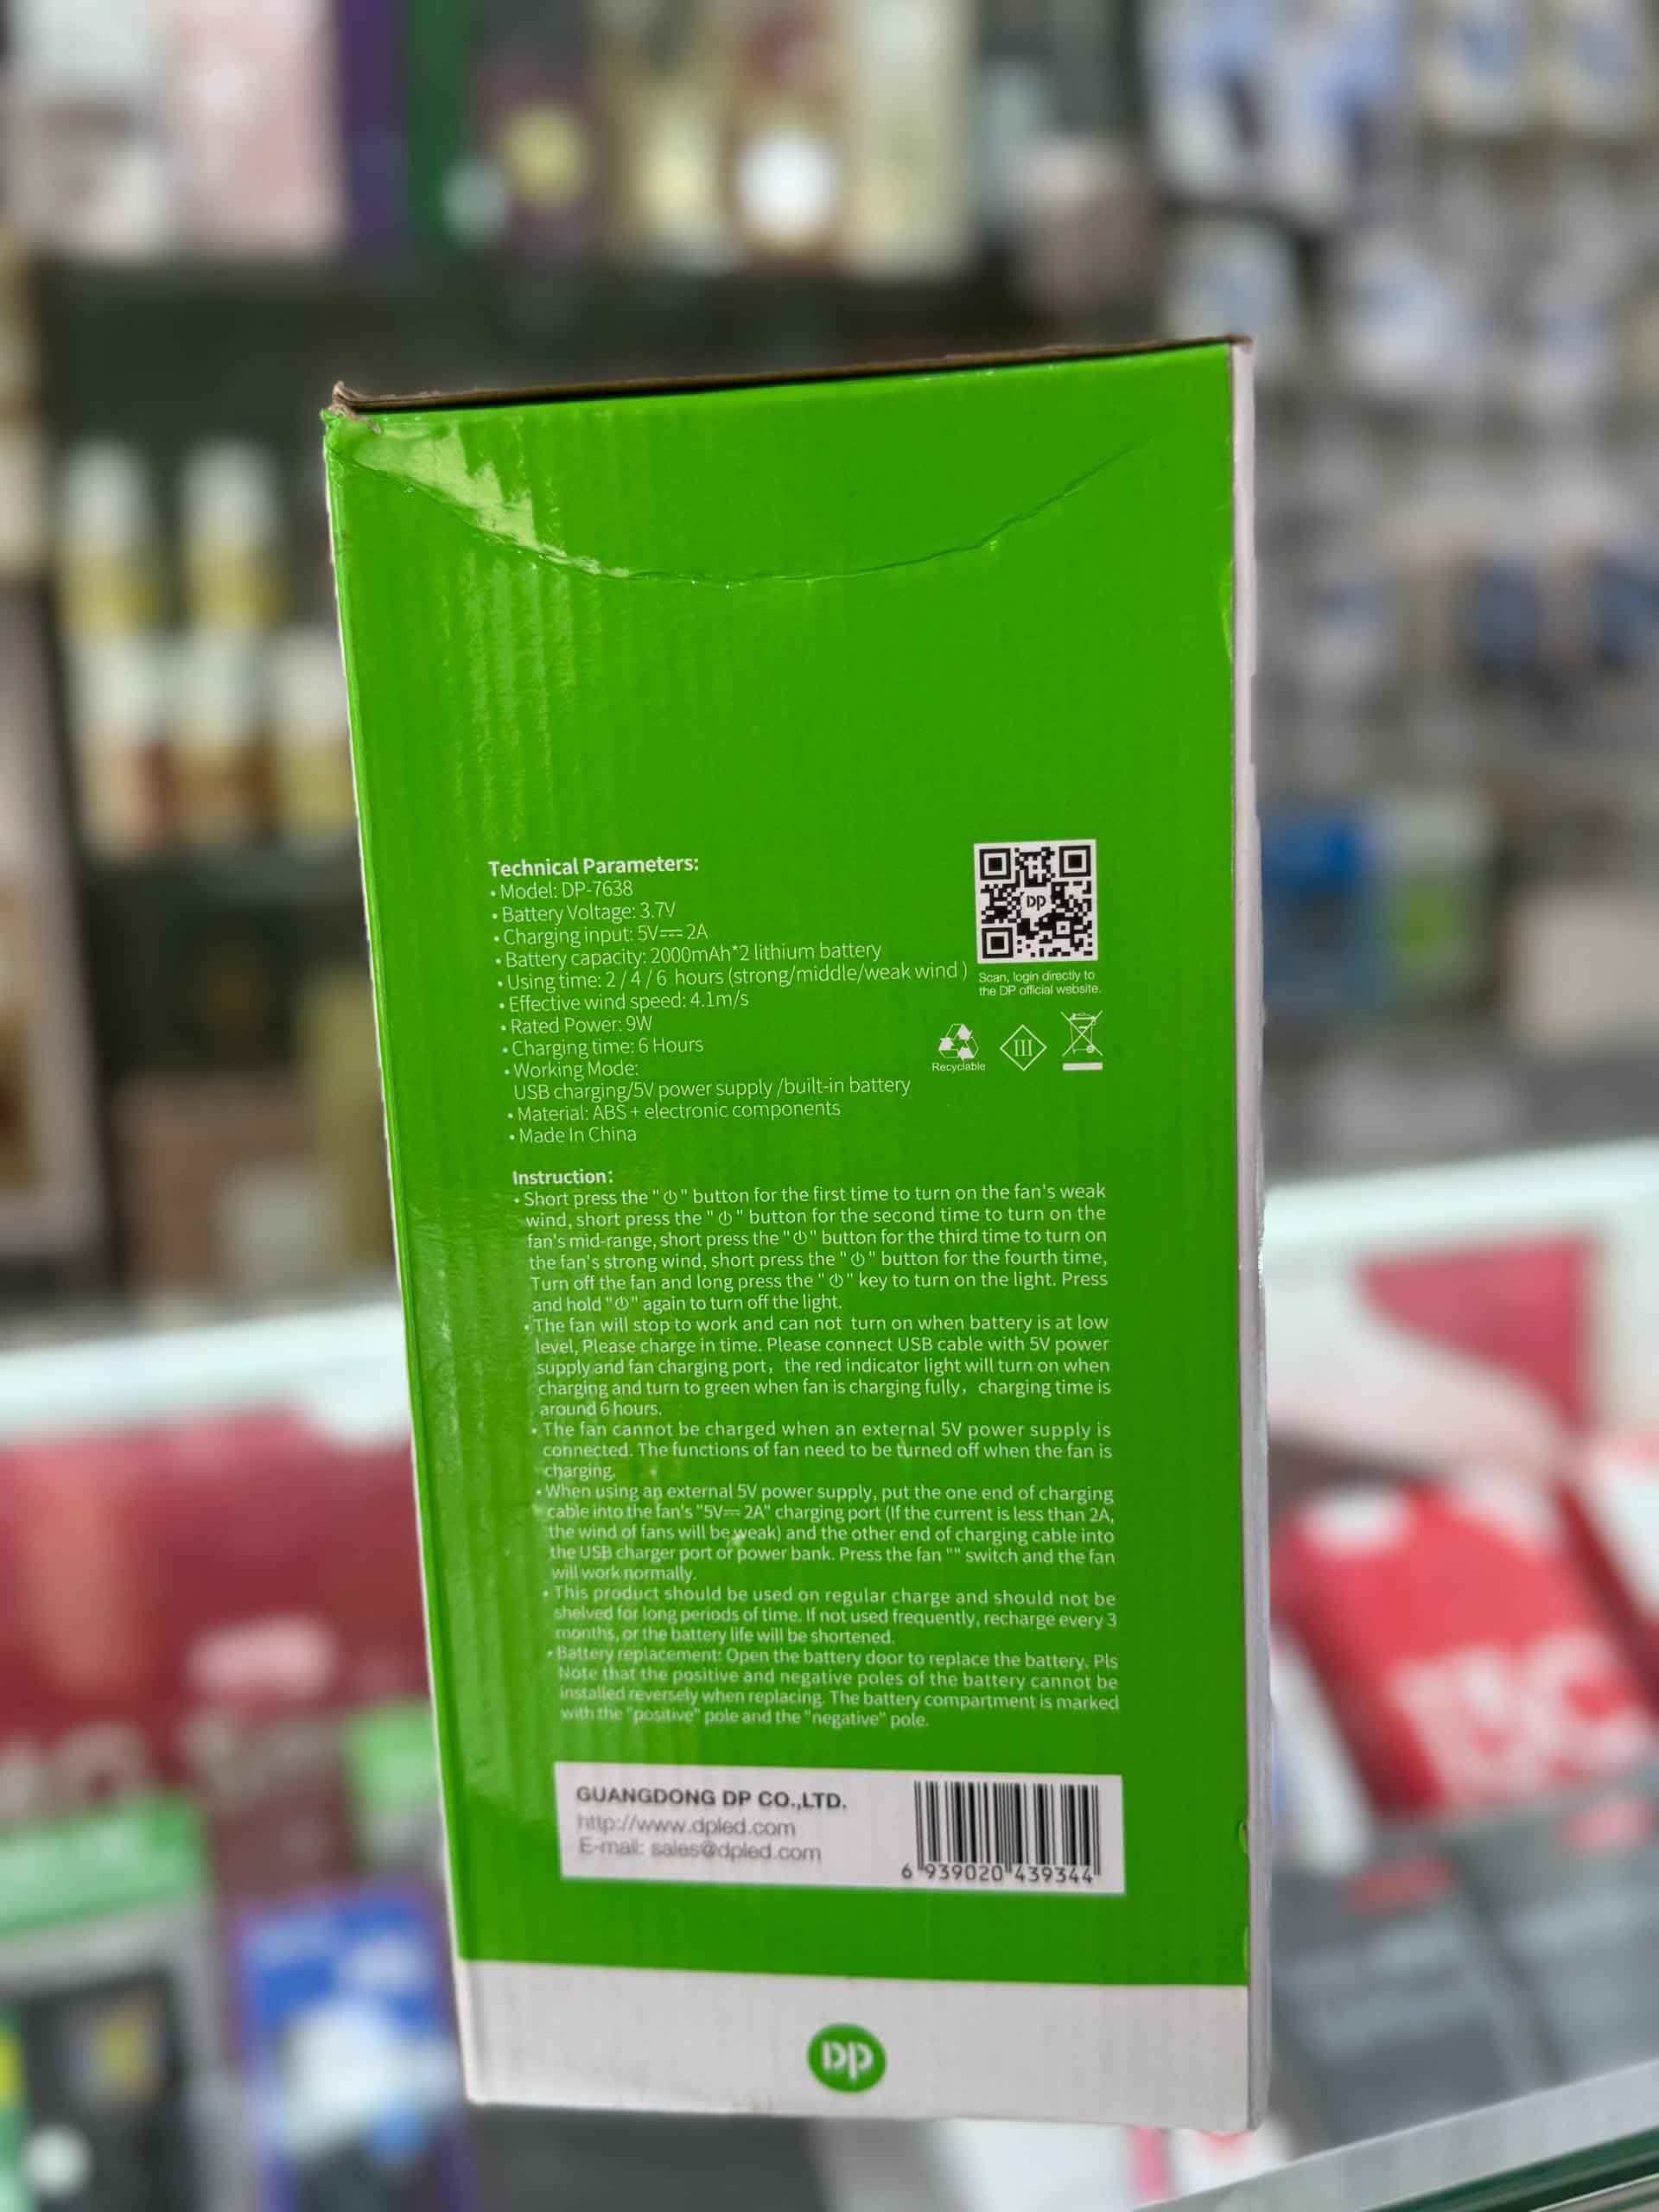 Technical Parameters:
• Model: DP-7638
• Battery Voltage: 3.7V
• Charging input: 5V⎓2A
• Battery capacity: 2000mAh*2 lithium battery
• Using time: 2 / 4 / 6 hours (strong/middle/weak wind )
• Effective wind speed: 4.1m/s
• Rated Power: 9W
• Charging time: 6 Hours
• Working Mode:
USB charging/5V power supply /built-in battery
• Material: ABS + electronic components
• Made In China
DP
Scan, login directly to
the DP official website.
Recyclable
III
Instruction:
• Short press the "⏻" button for the first time to turn on the fan's weak
wind, short press the "⏻" button for the second time to turn on the
fan's mid-range, short press the "⏻" button for the third time to turn on
the fan's strong wind, short press the "⏻" button for the fourth time,
Turn off the fan and long press the "⏻" key to turn on the light. Press
and hold "⏻" again to turn off the light.
• The fan will stop to work and can not turn on when battery is at low
level, Please charge in time. Please connect USB cable with 5V power
supply and fan charging port, the red indicator light will turn on when
charging and turn to green when fan is charging fully, charging time is
around 6 hours.
• The fan cannot be charged when an external 5V power supply is
connected. The functions of fan need to be turned off when the fan is
charging.
• When using an external 5V power supply, put the one end of charging
cable into the fan's "5V⎓2A" charging port (If the current is less than 2A,
the wind of fans will be weak) and the other end of charging cable into
the USB charger port or power bank. Press the fan "" switch and the fan
will work normally.
• This product should be used on regular charge and should not be
shelved for long periods of time. If not used frequently, recharge every 3
months, or the battery life will be shortened.
• Battery replacement: Open the battery door to replace the battery. Pls
Note that the positive and negative poles of the battery cannot be
installed reversely when replacing. The battery compartment is marked
with the "positive" pole and the "negative" pole.
GUANGDONG DP CO.,LTD.
http://www.dpled.com
E-mail: sales@dpled.com
6 939020 439344
DP